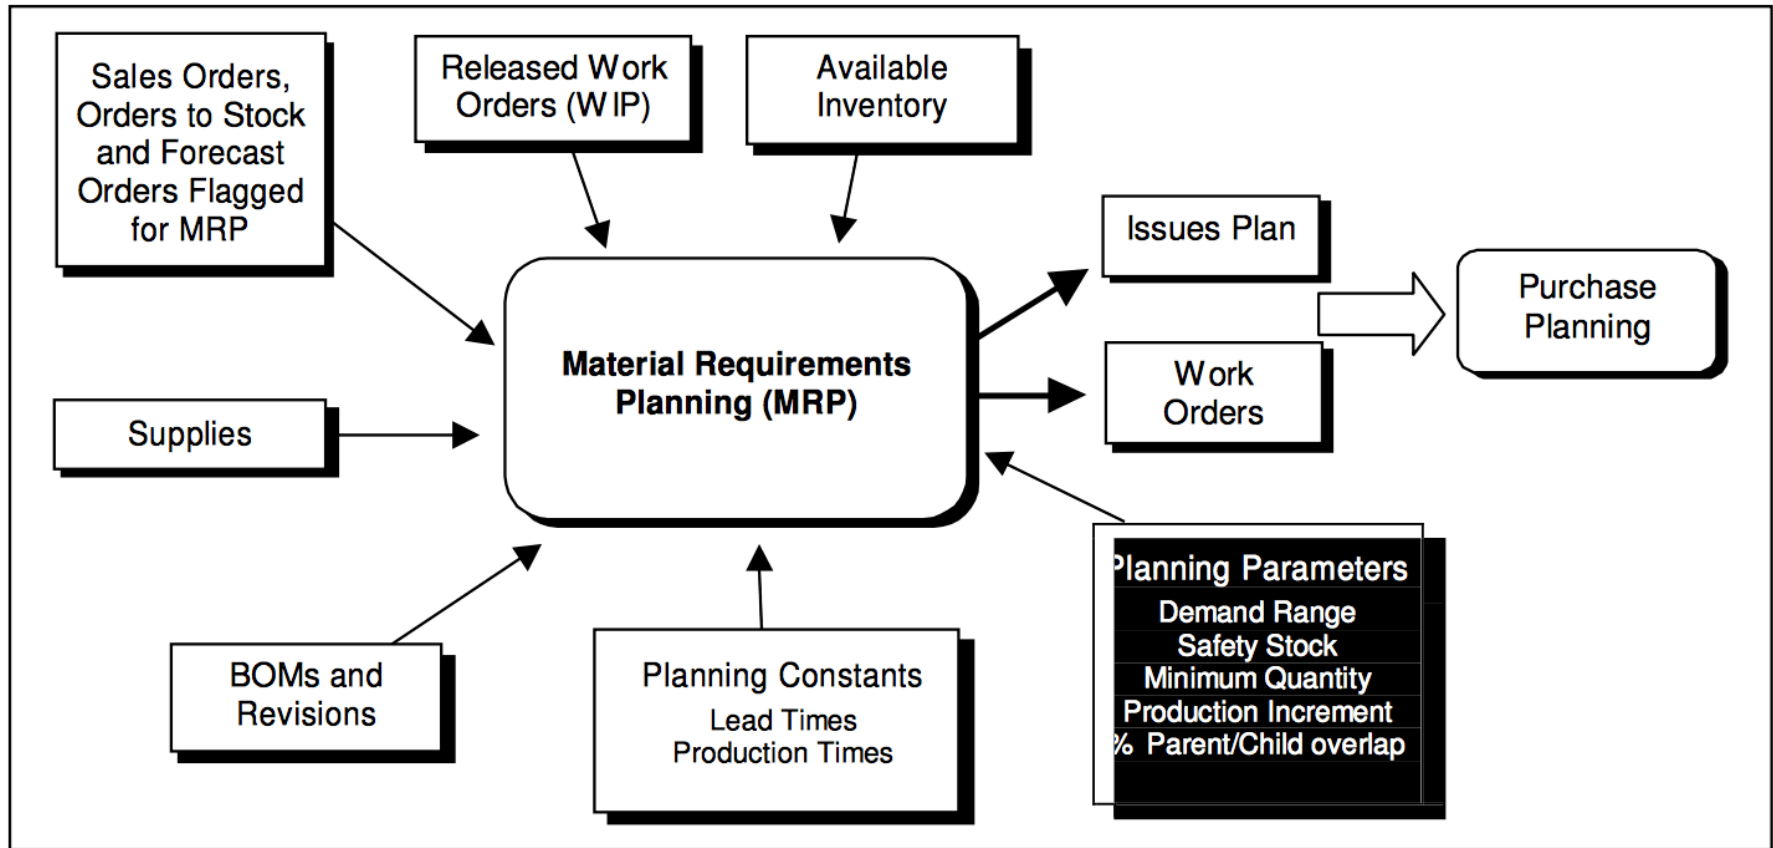 Sales Orders,
Orders to Stock
and Forecast
Orders Flagged
for MRP
Released Work
Orders (WIP)
Available
Inventory
Issues Plan
Purchase
Planning
Material Requirements
Planning (MRP)
Work
Orders
Supplies
BOMs and
Revisions
Planning Constants
Lead Times
Production Times
Planning Parameters
Demand Range
Safety Stock
Minimum Quantity
Production Increment
% Parent/Child overlap